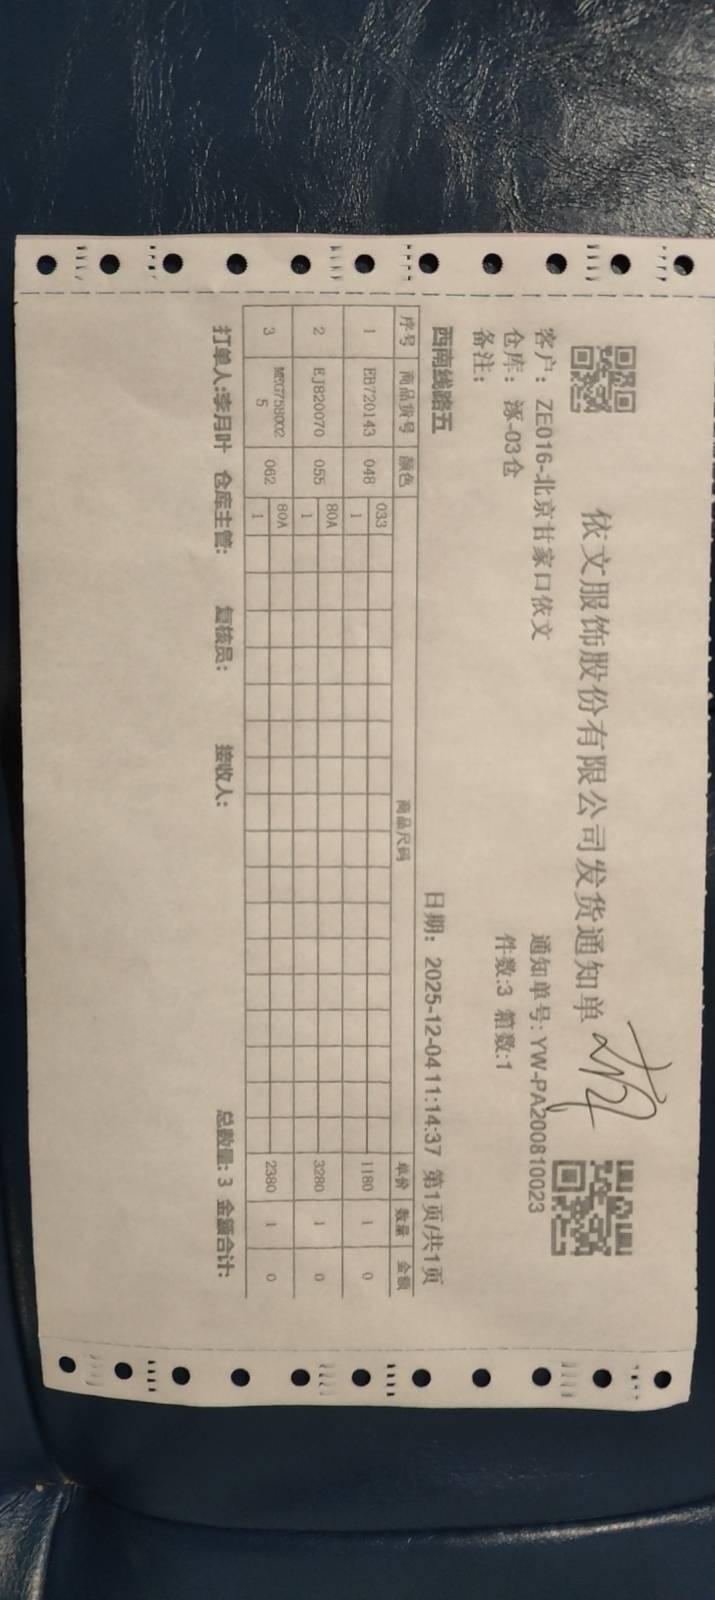 依文服饰股份有限公司发货通知单
客户：ZE016-北京甘家口依文 通知单号:YW-PA200810023
仓库：涿-03仓 件数:3 箱数:1
备注：
西南线路五 日期：2025-12-04 11:14:37 第1页/共1页
序号 商品货号 颜色 商品尺码 单价 数量 金额
033
1 EB720143 048 1 1180 1 0
80A
2 EJ820070 055 1 3280 1 0
80A
3 MEG758002 062 1 2380 1 0
5
打单人:李月叶 仓库主管: 复核员: 接收人: 总数量:3 金额合计: